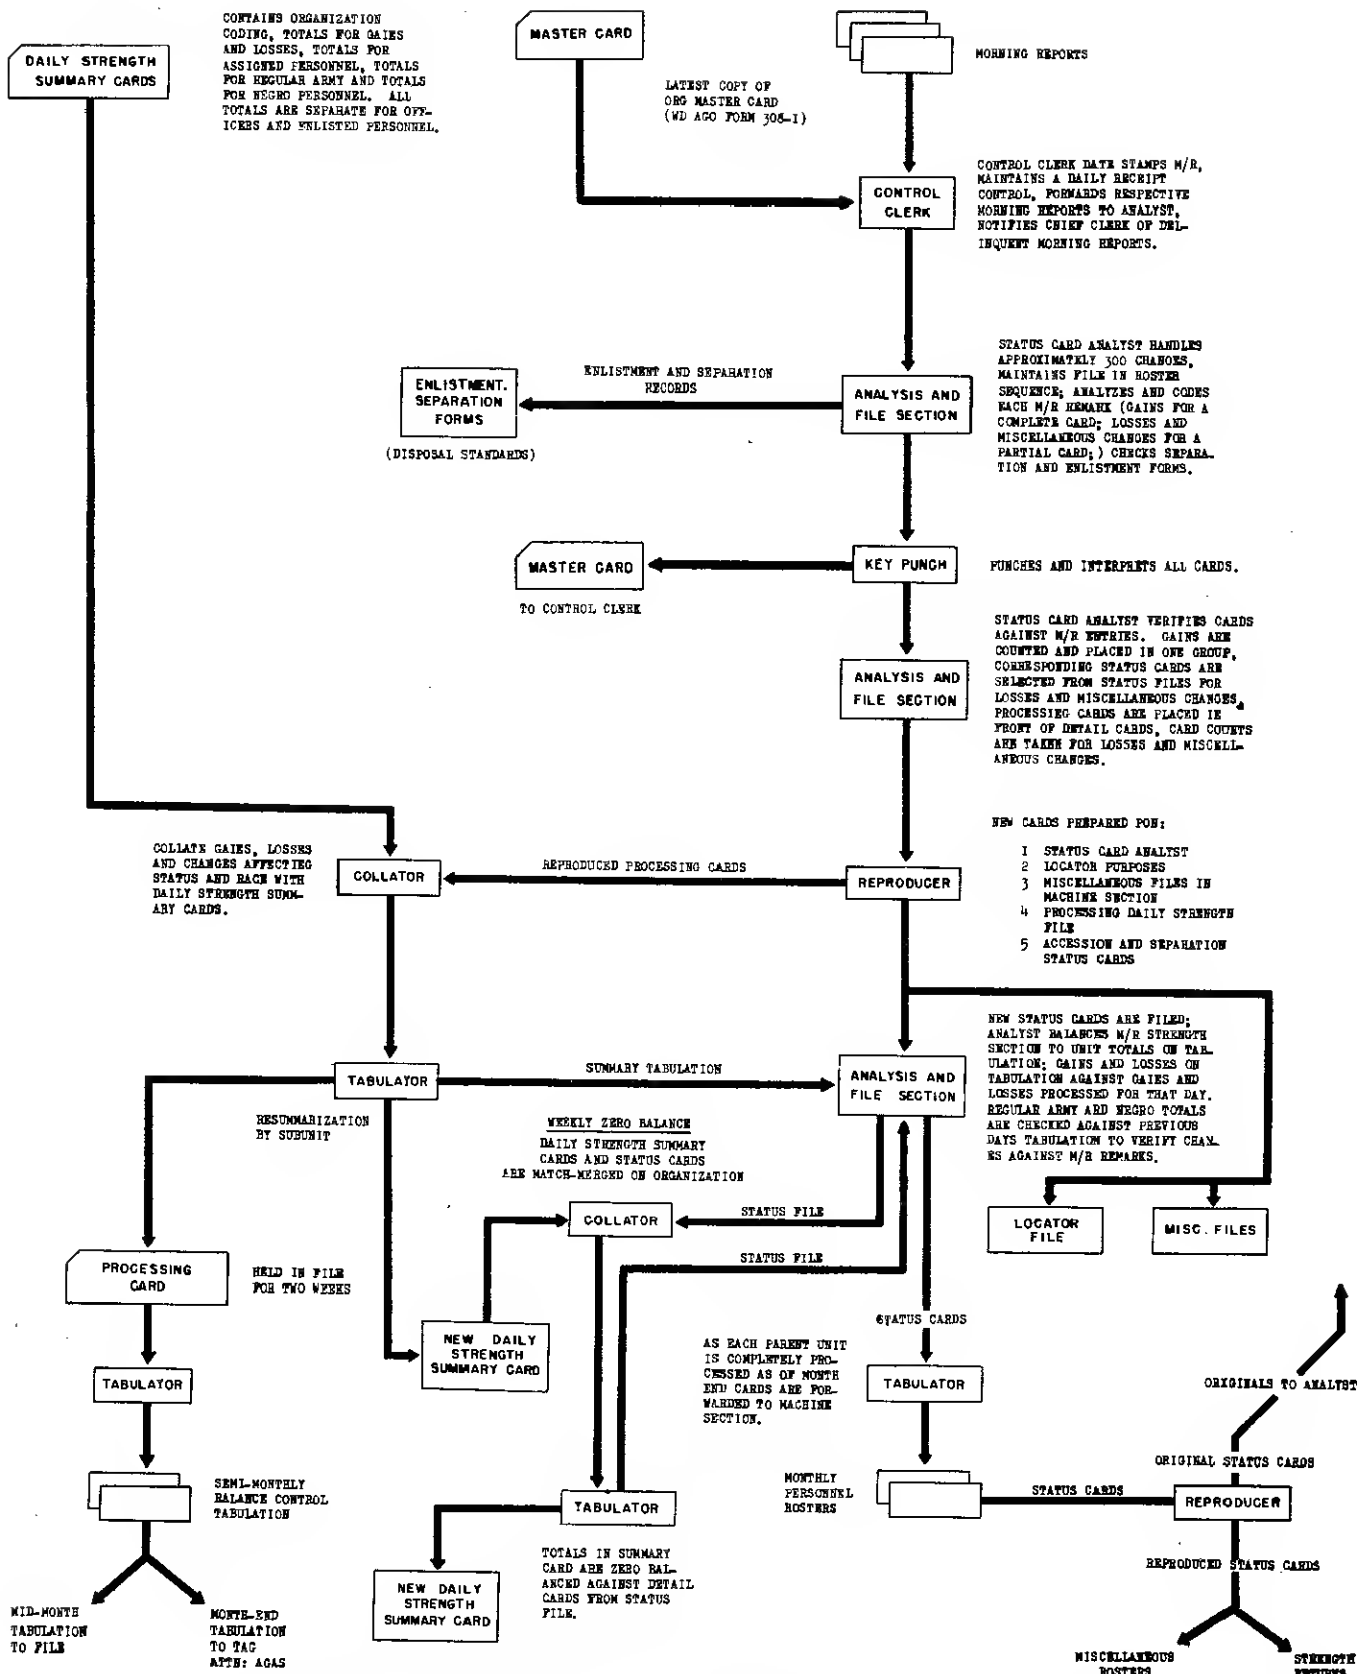 DAILY STRENGTH
SUMMARY CARDS
CONTAINS ORGANIZATION
CODING, TOTALS FOR GAIES
AND LOSSES, TOTALS FOR
ASSIGNED PERSONNEL, TOTALS
FOR REGULAR ARMY AND TOTALS
FOR NEGRO PERSONNEL. ALL
TOTALS ARE SEPARATE FOR OFF-
ICERS AND ENLISTED PERSONNEL.
MASTER CARD
LATEST COPY OF
ORG MASTER CARD
(WD AGO FORM 308-1)
MORNING REPORTS
CONTROL
CLERK
CONTROL CLERK DATE STAMPS M/R,
MAINTAINS A DAILY RECEIPT
CONTROL, FORWARDS RESPECTIVE
MORNING REPORTS TO ANALYST,
NOTIFIES CHIEF CLERK OF DEL-
INQUENT MORNING REPORTS.
ENLISTMENT.
SEPARATION
FORMS
(DISPOSAL STANDARDS)
ENLISTMENT AND SEPARATION
RECORDS
ANALYSIS AND
FILE SECTION
STATUS CARD ANALYST HANDLES
APPROXIMATELY 300 CHANGES,
MAINTAINS FILE IN ROSTER
SEQUENCE; ANALYZES AND CODES
EACH M/R REMARK (GAINS FOR A
COMPLETE CARD; LOSSES AND
MISCELLANEOUS CHANGES FOR A
PARTIAL CARD;) CHECKS SEPARA-
TION AND ENLISTMENT FORMS.
MASTER CARD
TO CONTROL CLERK
KEY PUNCH
PUNCHES AND INTERPRETS ALL CARDS.
ANALYSIS AND
FILE SECTION
STATUS CARD ANALYST VERIFIES CARDS
AGAINST M/R ENTRIES. GAINS ARE
COUNTED AND PLACED IN ONE GROUP,
CORRESPONDING STATUS CARDS ARE
SELECTED FROM STATUS FILES FOR
LOSSES AND MISCELLANEOUS CHANGES,
PROCESSING CARDS ARE PLACED IE
FRONT OF DETAIL CARDS, CARD COUNTS
ARE TAKEN FOR LOSSES AND MISCELL-
ANEOUS CHANGES.
COLLATE GAIES, LOSSES
AND CHANGES AFFECTING
STATUS AND RACE WITH
DAILY STRENGTH SUMM-
ARY CARDS.
COLLATOR
REPRODUCED PROCESSING CARDS
REPRODUCER
NEW CARDS PREPARED FOR:
1 STATUS CARD ANALYST
2 LOCATOR PURPOSES
3 MISCELLANEOUS FILES IN
MACHINE SECTION
4 PROCESSING DAILY STRENGTH
FILE
5 ACCESSION AND SEPARATION
STATUS CARDS
TABULATOR
RESUMMARIZATION
BY SUBUNIT
SUMMARY TABULATION
ANALYSIS AND
FILE SECTION
NEW STATUS CARDS ARE FILED;
ANALYST BALANCES M/R STRENGTH
SECTION TO UNIT TOTALS ON TAB-
ULATION; GAINS AND LOSSES ON
TABULATION AGAINST GAIES AND
LOSSES PROCESSED FOR THAT DAY.
REGULAR ARMY ARD NEGRO TOTALS
ARE CHECKED AGAINST PREVIOUS
DAYS TABULATION TO VERIFY CHAN-
ES AGAINST M/R REMARKS.
WEEKLY ZERO BALANCE
DAILY STRENGTH SUMMARY
CARDS AND STATUS CARDS
ARE MATCH-MERGED ON ORGANIZATION
COLLATOR
STATUS FILE
STATUS FILE
LOCATOR
FILE
MISC. FILES
PROCESSING
CARD
HELD IN FILE
FOR TWO WEEKS
NEW DAILY
STRENGTH
SUMMARY CARD
STATUS CARDS
AS EACH PARENT UNIT
IS COMPLETELY PRO-
CESSED AS OF MONTH
END CARDS ARE FOR-
WARDED TO MACHINE
SECTION.
TABULATOR
TABULATOR
ORIGINALS TO ANALYST
ORIGINAL STATUS CARDS
SEMI-MONTHLY
BALANCE CONTROL
TABULATION
TABULATOR
MONTHLY
PERSONNEL
ROSTERS
STATUS CARDS
REPRODUCER
REPRODUCED STATUS CARDS
TOTALS IN SUMMARY
CARD ARE ZERO BAL-
ANCED AGAINST DETAIL
CARDS FROM STATUS
FILE.
NEW DAILY
STRENGTH
SUMMARY CARD
MID-MONTH
TABULATION
TO FILE
MONTH-END
TABULATION
TO TAG
ATTN: AGAS
MISCELLANEOUS
ROSTERS
STRENGTH
RETURNS